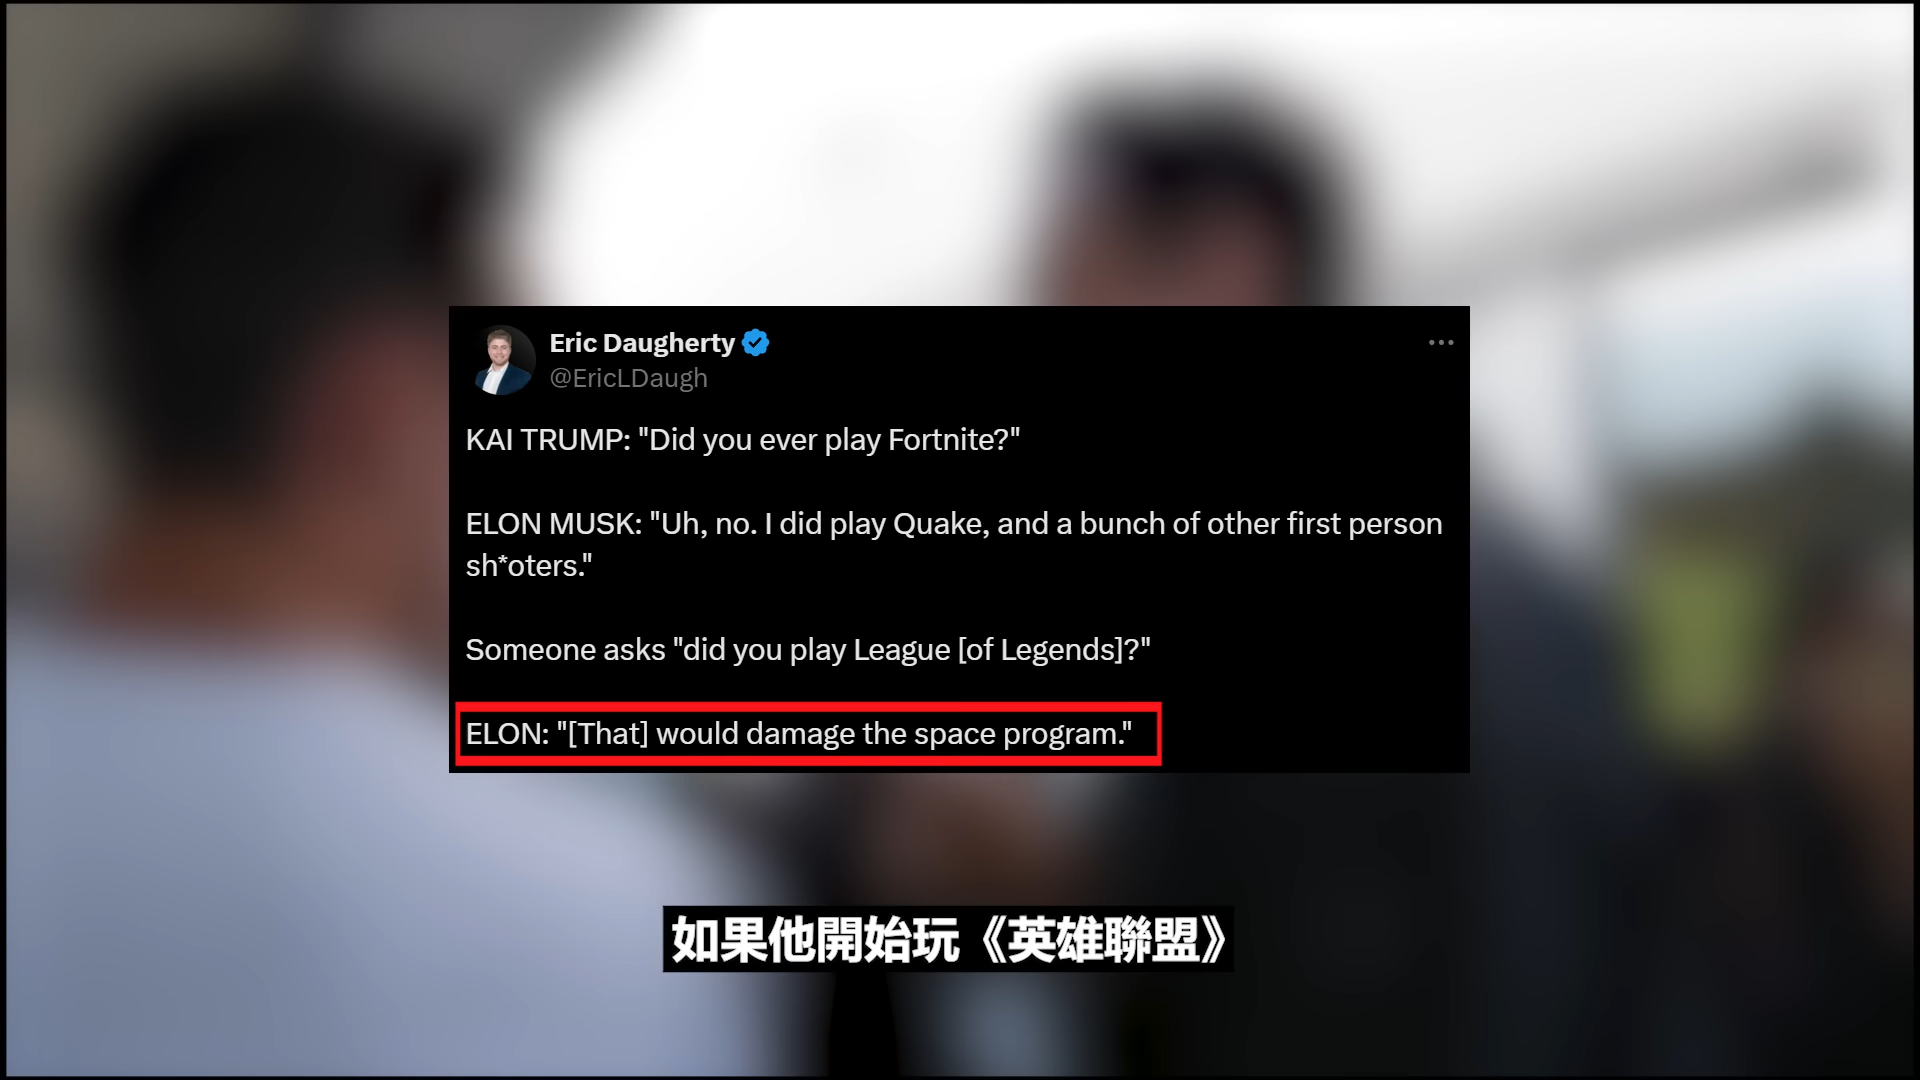 Eric Daugherty
@EricLDaugh
KAI TRUMP: "Did you ever play Fortnite?"
ELON MUSK: "Uh, no. I did play Quake, and a bunch of other first person
sh*oters."
Someone asks "did you play League [of Legends]?"
ELON: "[That] would damage the space program."
如果他開始玩《英雄聯盟》